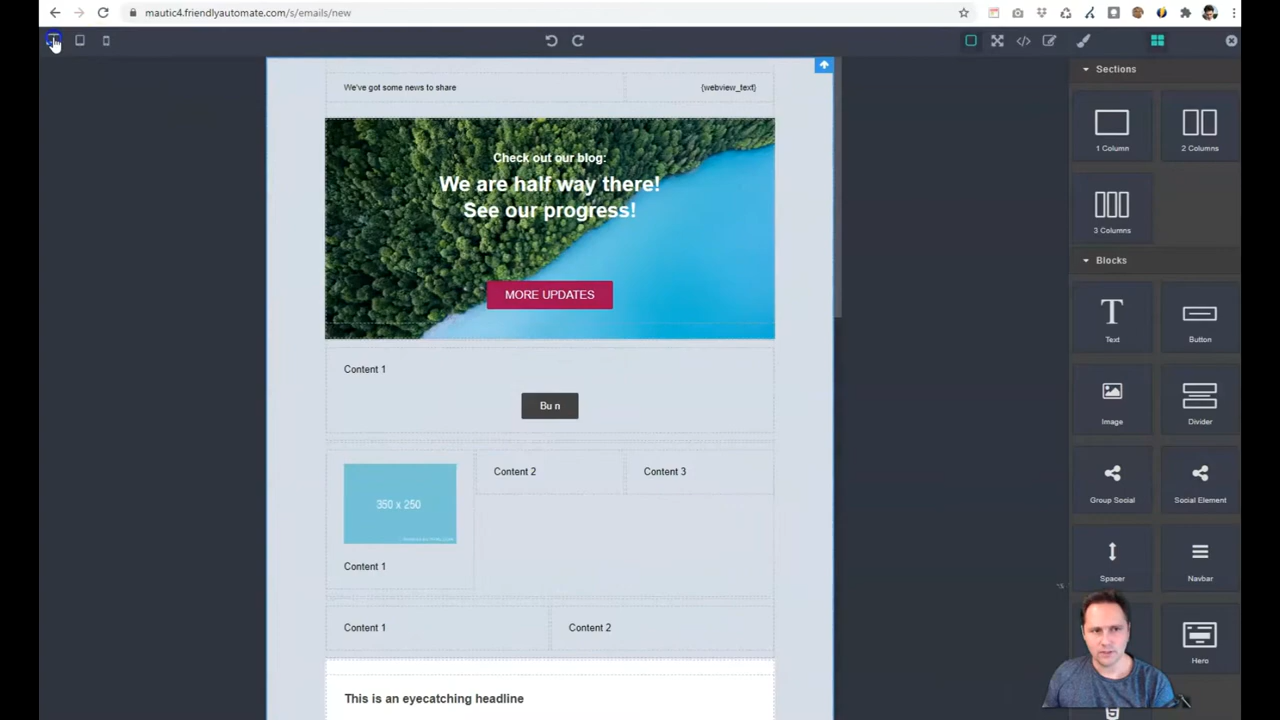 mautic4.friendlyautomate.com/s/emails/new
Sections
We've got some news to share
{webview_text}
Check out our blog:
We are half way there!
See our progress!
MORE UPDATES
1 Column
2 Columns
3 Columns
Blocks
Text
Button
Content 1
Bu n
Image
Divider
350 x 250
Content 2
Content 3
Content 1
Group Social
Social Element
Spacer
Navbar
Content 1
Content 2
Hero
This is an eyecatching headline